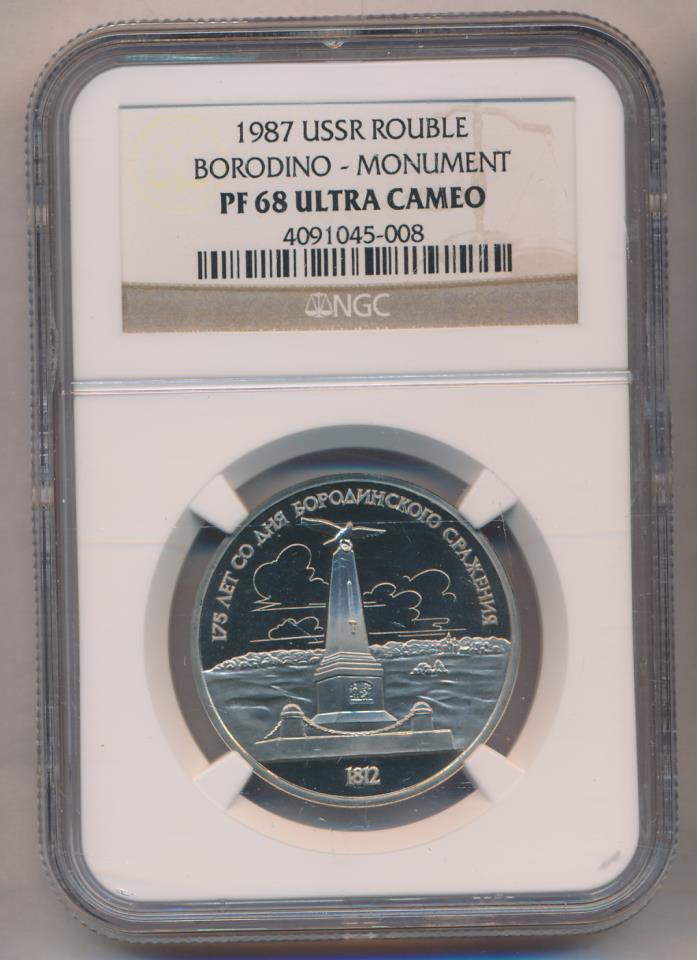 1987 USSR ROUBLE
BORODINO - MONUMENT
PF 68 ULTRA CAMEO
4091045-008
NGC
175 ЛЕТ СО ДНЯ БОРОДИНСКОГО СРАЖЕНИЯ
1812